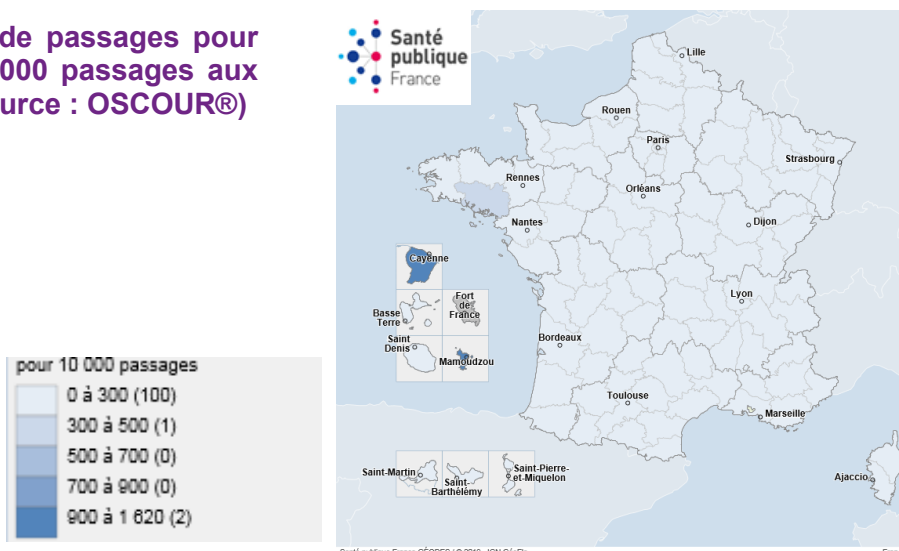 de passages pour
000 passages aux
urce : OSCOUR®)
Santé
publique
France
Lille
Rouen
Paris
Strasbourg
Rennes
Orléans
Nantes
Dijon
Cayenne
Lyon
Basse
Terre
Fort
de
France
Saint
Denis
Mamoudzou
Bordeaux
Toulouse
Marseille
Saint-Martin
Saint-
Barthélémy
Saint-Pierre-
et-Miquelon
Ajaccio
pour 10 000 passages
0 à 300 (100)
300 à 500 (1)
500 à 700 (0)
700 à 900 (0)
900 à 1 620 (2)